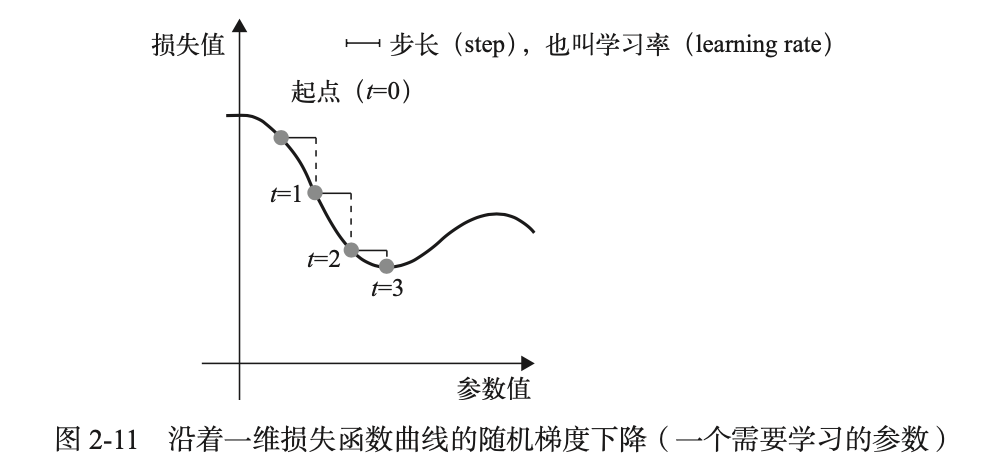 损失值
步长（step），也叫学习率（learning rate）
起点（t=0）
t=1
t=2
t=3
参数值
图 2-11 沿着一维损失函数曲线的随机梯度下降（一个需要学习的参数）